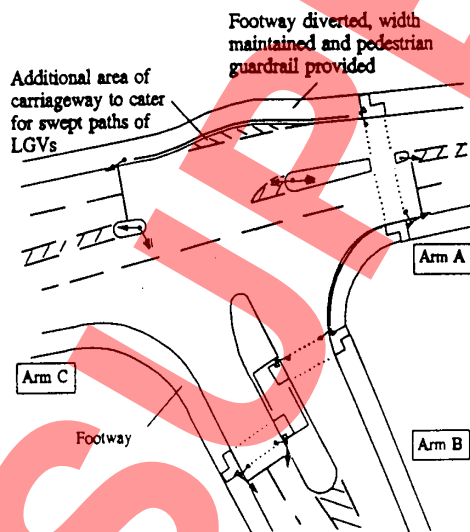 Footway diverted, width
maintained and pedestrian
guardrail provided
Additional area of
carriageway to cater
for swept paths of
LGVs
Arm A
Arm C
Footway
Arm B